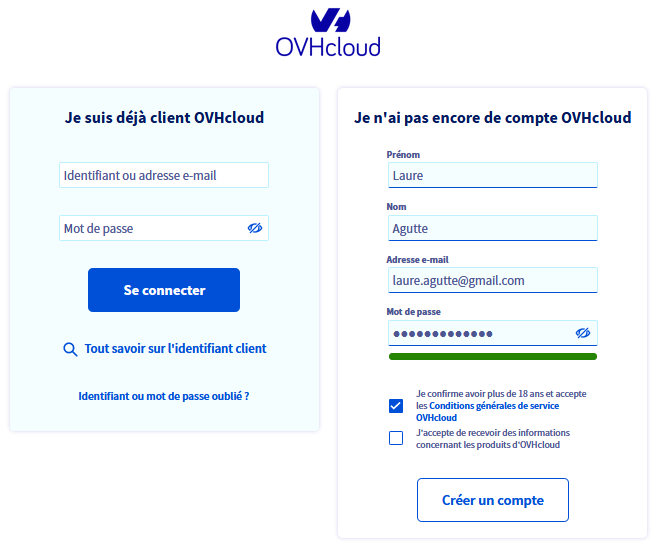 OVHcloud
Je suis déjà client OVHcloud
Identifiant ou adresse e-mail
Mot de passe
Se connecter
Tout savoir sur l'identifiant client
Identifiant ou mot de passe oublié ?
Je n'ai pas encore de compte OVHcloud
Prénom
Laure
Nom
Agutte
Adresse e-mail
laure.agutte@gmail.com
Mot de passe
●●●●●●●●●●●●●
Je confirme avoir plus de 18 ans et accepte
les Conditions générales de service
OVHcloud
J'accepte de recevoir des informations
concernant les produits d'OVHcloud
Créer un compte